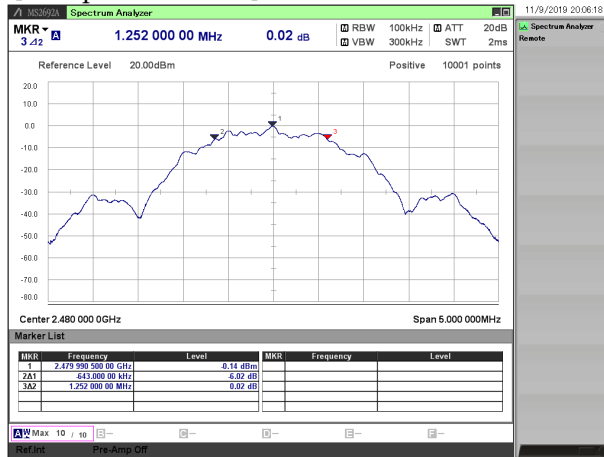 MS2692A Spectrum Analyzer
11/9/2019 20:06:18
MKR
3 Δ2
1.252 000 00 MHz
0.02 dB
RBW 100kHz
ATT 20dB
VBW 300kHz
SWT 2ms
Spectrum Analyzer
Remote
Reference Level 20.00dBm
Positive 10001 points
20.0
10.0
0.0
-10.0
-20.0
-30.0
-40.0
-50.0
-60.0
-70.0
-80.0
2
1
3
Center 2.480 000 0GHz
Span 5.000 000MHz
Marker List
MKR Frequency Level MKR Frequency Level
1 2.479 990 500 00 GHz -0.14 dBm
2Δ1 -643.000 00 kHz -6.02 dB
3Δ2 1.252 000 00 MHz 0.02 dB
A W Max 10 / 10 B- C- D- E- F-
Ref.Int Pre-Amp Off